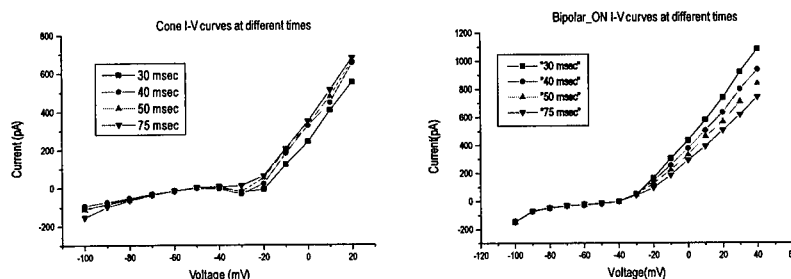 Cone I-V curves at different times
800
600
400
200
0
-200
Current (pA)
30 msec
40 msec
50 msec
75 msec
-100 -80 -60 -40 -20 0 20
Voltage (mV)
Bipolar_ON I-V curves at different times
1200
1000
800
600
400
200
0
-200
Current(pA)
"30 msec"
"40 msec"
"50 msec"
"75 msec"
-100 -80 -60 -40 -20 0 20 40 60
Voltage(mV)